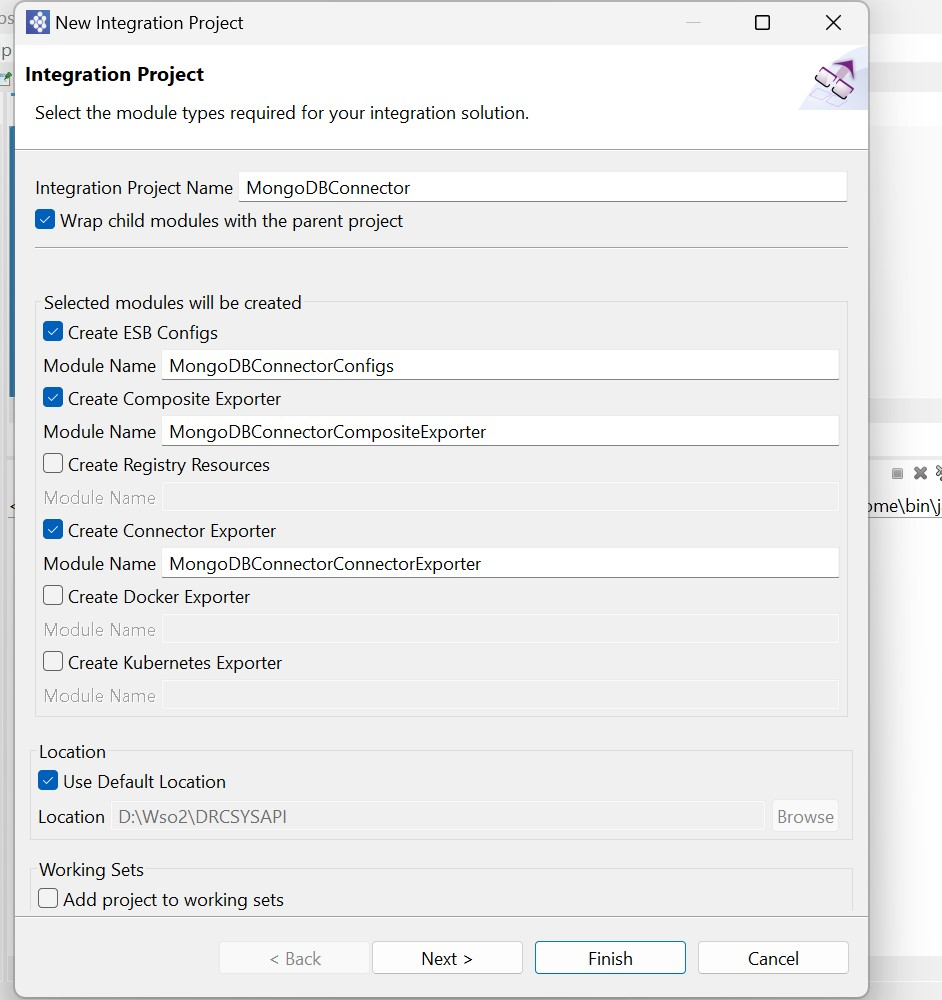 New Integration Project
Integration Project
Select the module types required for your integration solution.
Integration Project Name MongoDBConnector
Wrap child modules with the parent project
Selected modules will be created
Create ESB Configs
Module Name MongoDBConnectorConfigs
Create Composite Exporter
Module Name MongoDBConnectorCompositeExporter
Create Registry Resources
Module Name
Create Connector Exporter
Module Name MongoDBConnectorConnectorExporter
Create Docker Exporter
Module Name
Create Kubernetes Exporter
Module Name
Location
Use Default Location
Location D:\Wso2\DRCSYSAPI Browse
Working Sets
Add project to working sets
< Back Next > Finish Cancel
ome\bin\j